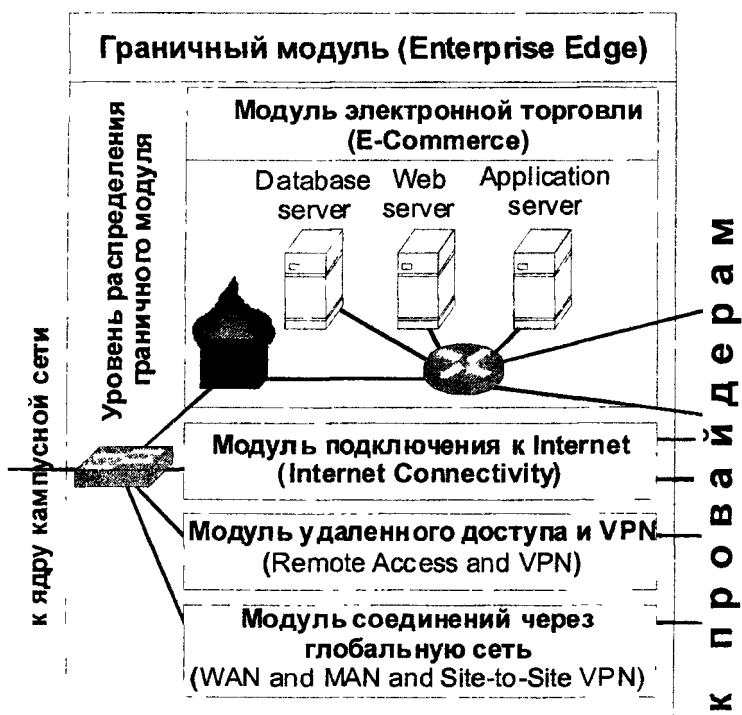 Граничный модуль (Enterprise Edge)
Модуль электронной торговли
(E-Commerce)
Database
server
Web
server
Application
server
Уровень распределения
граничного модуля
к ядру кампусной сети
Модуль подключения к Internet
(Internet Connectivity)
Модуль удаленного доступа и VPN
(Remote Access and VPN)
Модуль соединений через
глобальную сеть
(WAN and MAN and Site-to-Site VPN)
к провайдерам